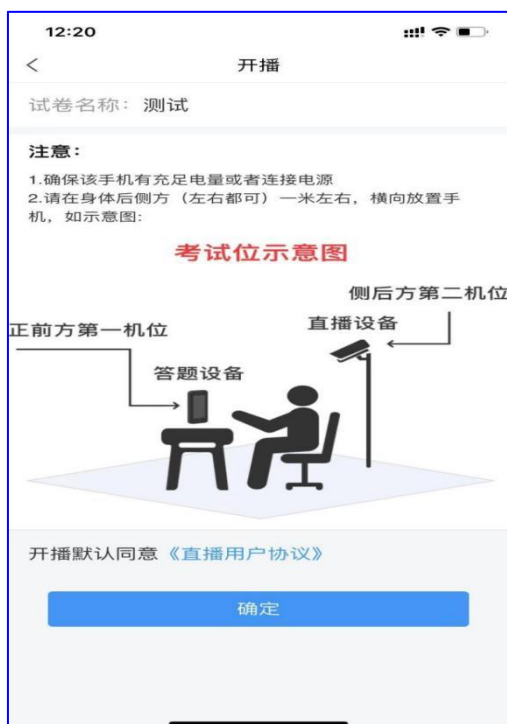 12:20
开播
试卷名称：测试
注意：
1.确保该手机有充足电量或者连接电源
2.请在身体后侧方（左右都可）一米左右，横向放置手
机，如示意图:
考试位示意图
侧后方第二机位
直播设备
正前方第一机位
答题设备
开播默认同意《直播用户协议》
确定